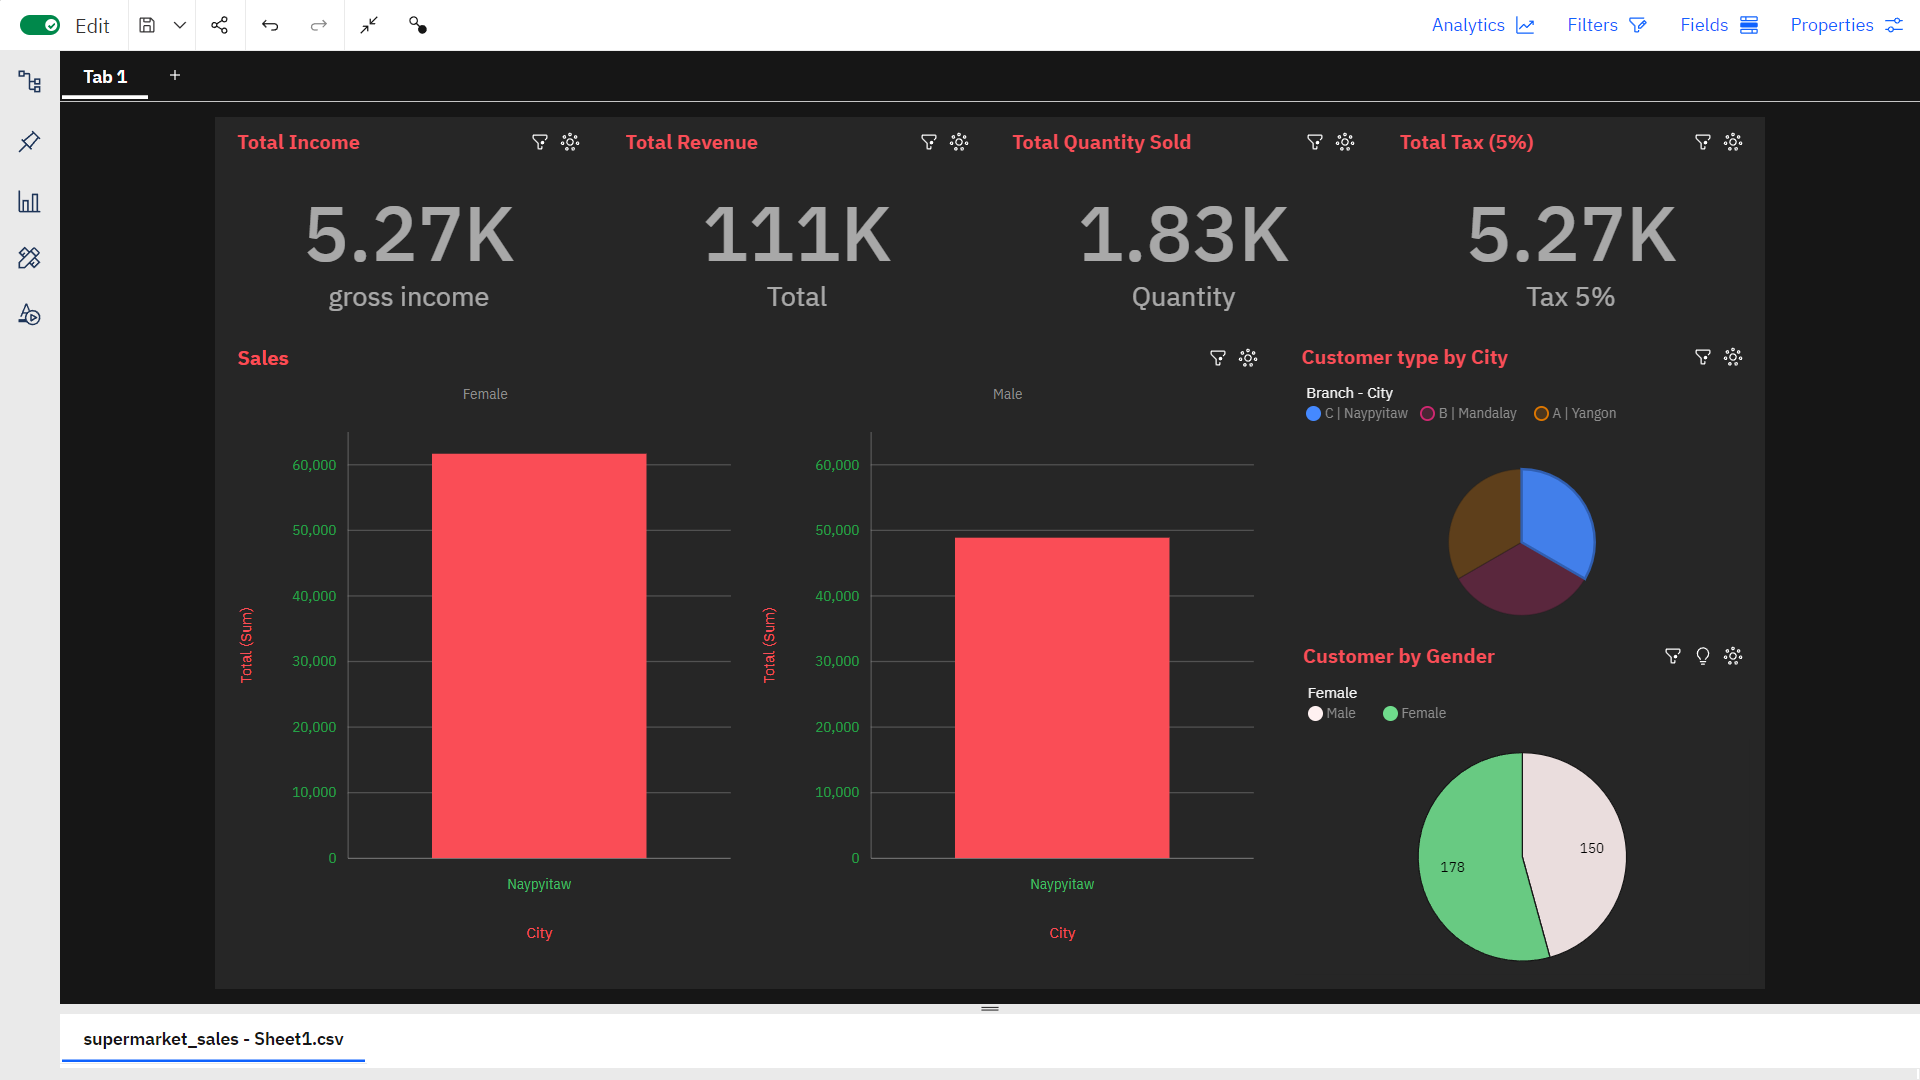 Edit
Analytics
Filters
Fields
Properties
Tab 1
+
Total Income
Total Revenue
Total Quantity Sold
Total Tax (5%)
5.27K
gross income
111K
Total
1.83K
Quantity
5.27K
Tax 5%
Sales
Female
Male
Total (Sum)
60,000
50,000
40,000
30,000
20,000
10,000
0
Naypyitaw
City
Total (Sum)
60,000
50,000
40,000
30,000
20,000
10,000
0
Naypyitaw
City
Customer type by City
Branch - City
C | Naypyitaw
B | Mandalay
A | Yangon
Customer by Gender
Female
Male
Female
178
150
supermarket_sales - Sheet1.csv